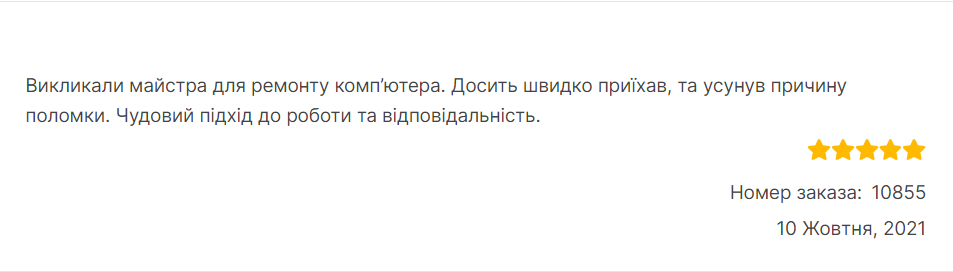 Викликали майстра для ремонту комп’ютера. Досить швидко приїхав, та усунув причину
поломки. Чудовий підхід до роботи та відповідальність.
Номер заказа: 10855
10 Жовтня, 2021